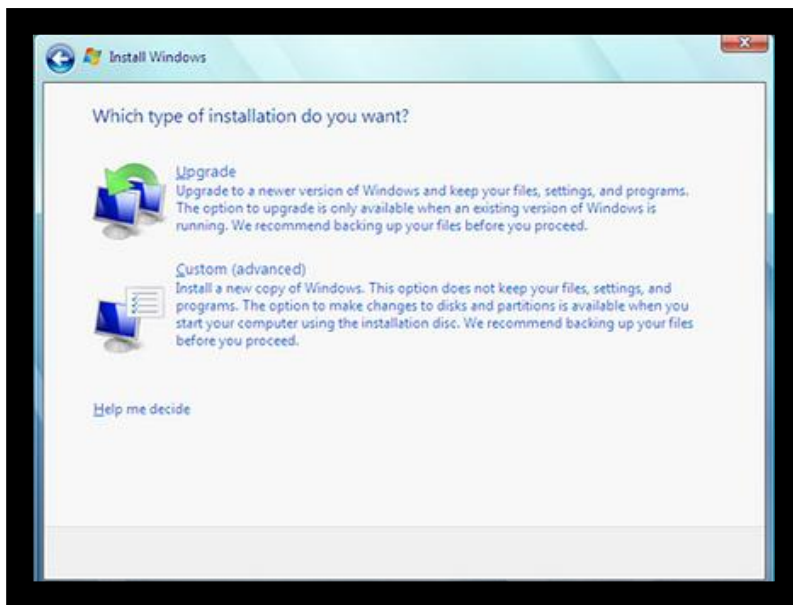 Install Windows
Which type of installation do you want?
Upgrade
Upgrade to a newer version of Windows and keep your files, settings, and programs.
The option to upgrade is only available when an existing version of Windows is
running. We recommend backing up your files before you proceed.
Custom (advanced)
Install a new copy of Windows. This option does not keep your files, settings, and
programs. The option to make changes to disks and partitions is available when you
start your computer using the installation disc. We recommend backing up your files
before you proceed.
Help me decide